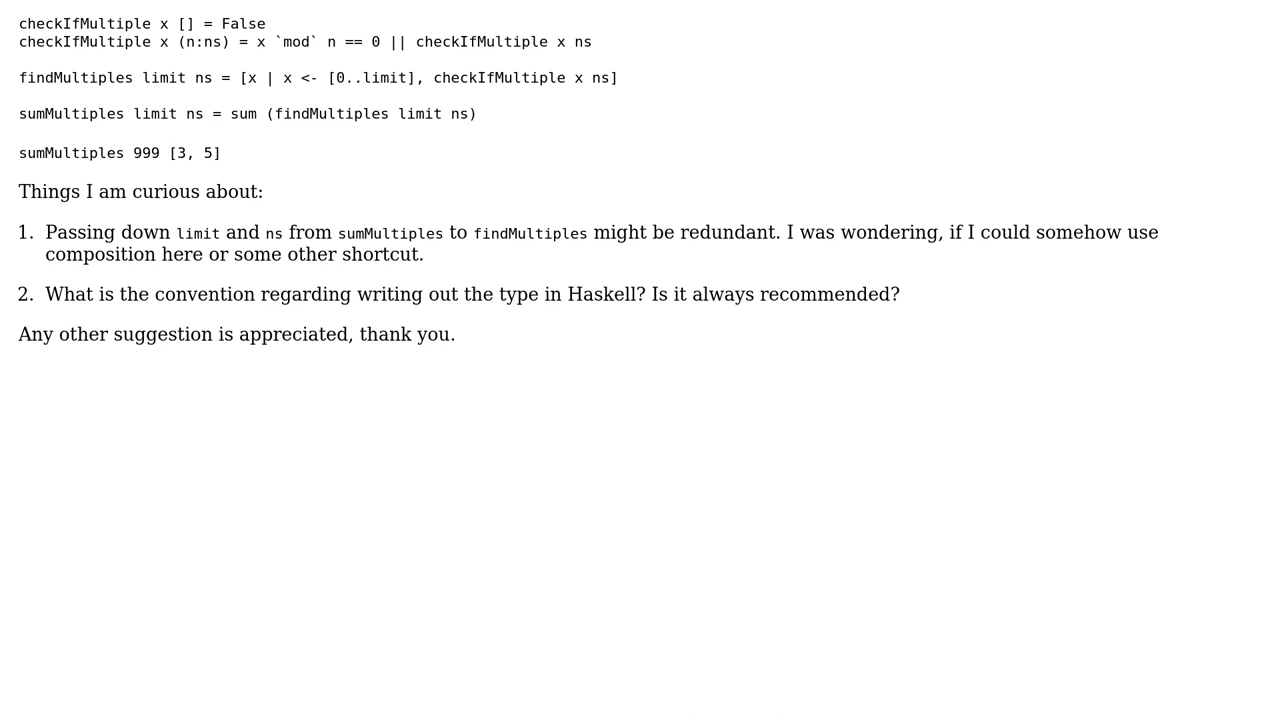 checkIfMultiple x [] = False
checkIfMultiple x (n:ns) = x `mod` n == 0 || checkIfMultiple x ns
findMultiples limit ns = [x | x <- [0..limit], checkIfMultiple x ns]
sumMultiples limit ns = sum (findMultiples limit ns)
sumMultiples 999 [3, 5]
Things I am curious about:
1. Passing down limit and ns from sumMultiples to findMultiples might be redundant. I was wondering, if I could somehow use
composition here or some other shortcut.
2. What is the convention regarding writing out the type in Haskell? Is it always recommended?
Any other suggestion is appreciated, thank you.